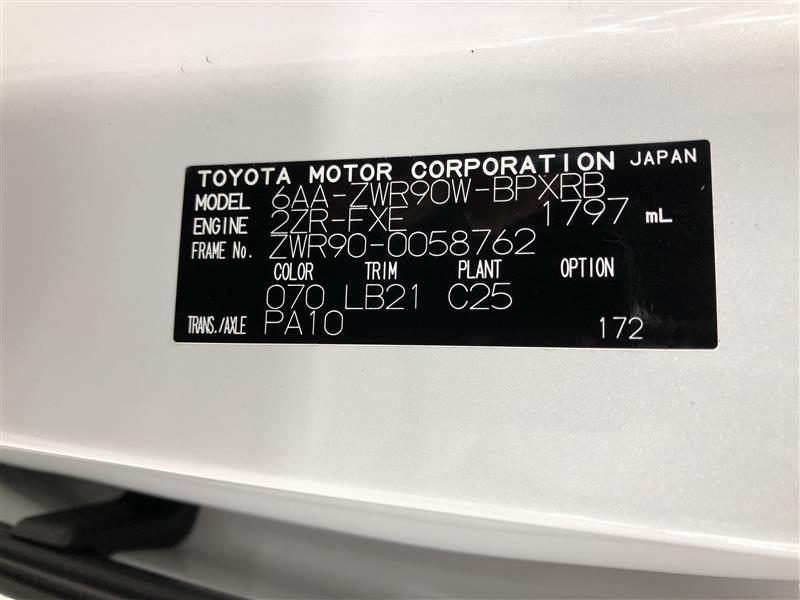 TOYOTA MOTOR CORPORATION JAPAN
MODEL 6AA-ZWR90W-BPXRB
ENGINE 2ZR-FXE 1797 mL
FRAME No. ZWR90-0058762
COLOR TRIM PLANT OPTION
070 LB21 C25
TRANS./AXLE PA10 172